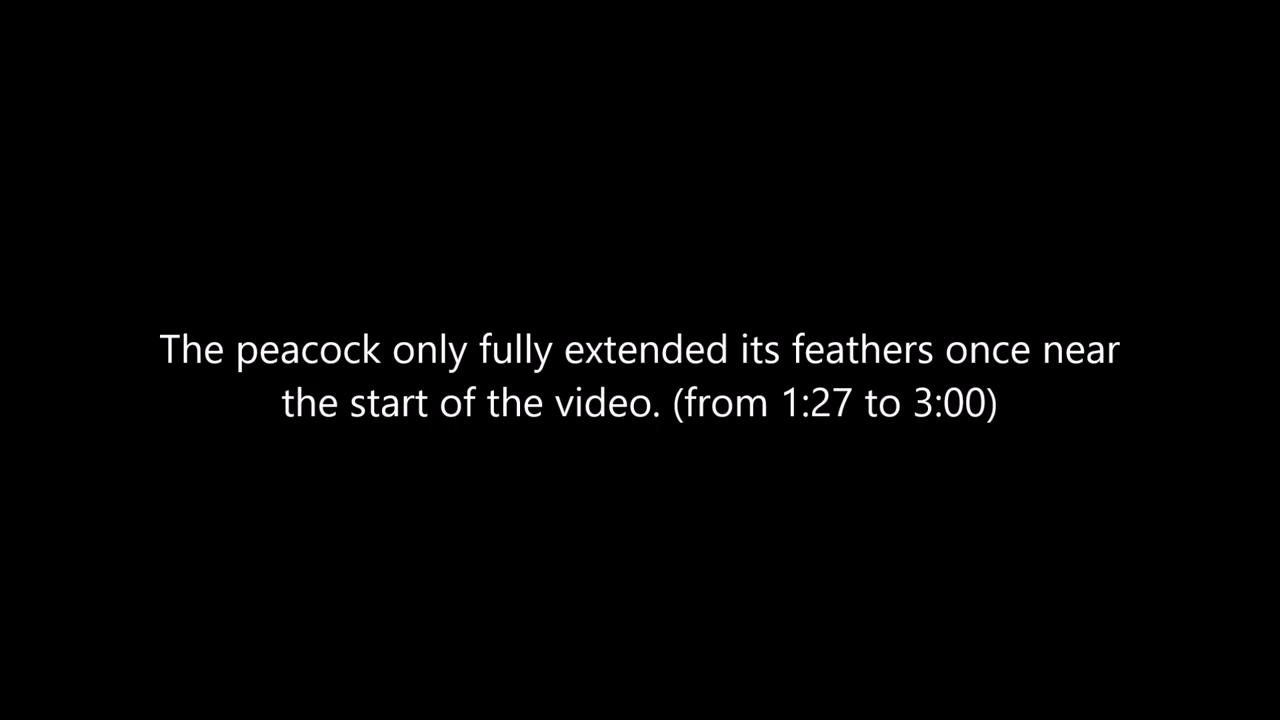 The peacock only fully extended its feathers once near
the start of the video. (from 1:27 to 3:00)